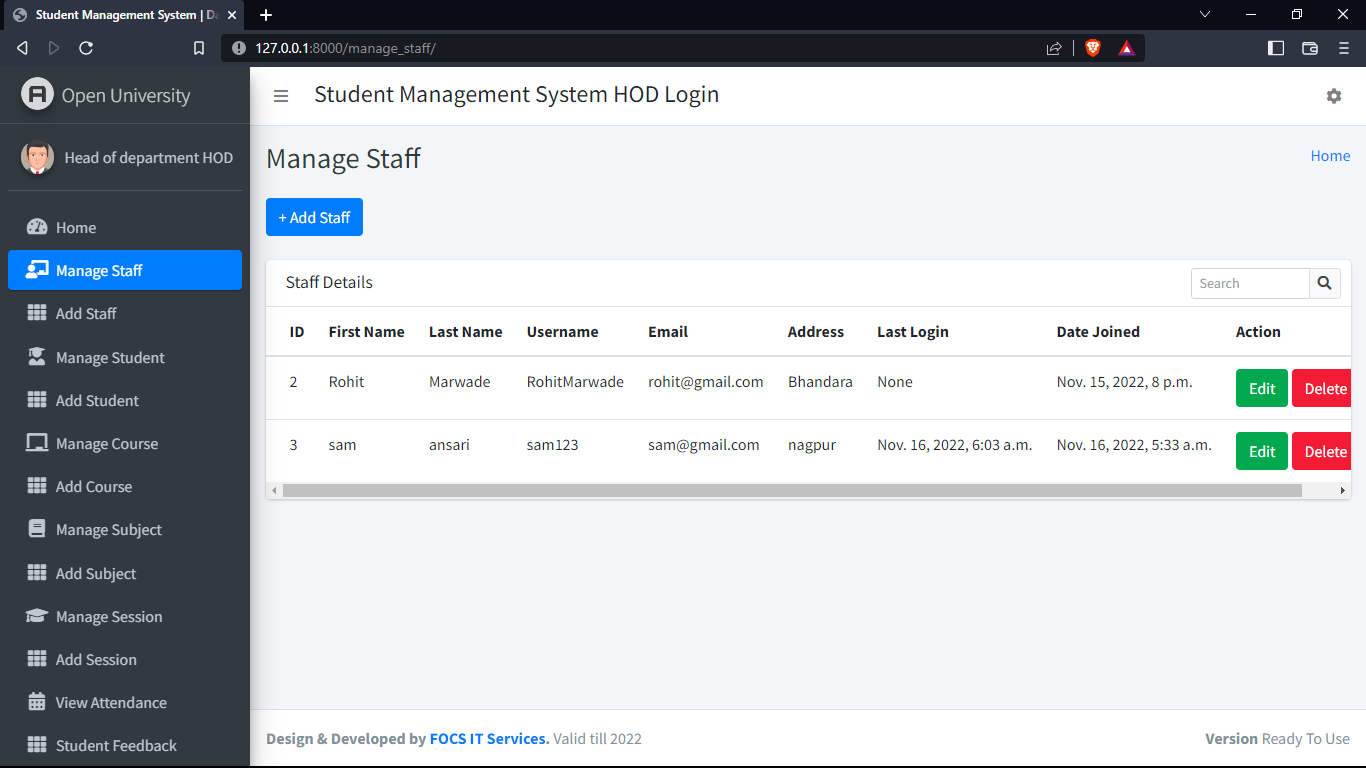 Student Management System | Da
127.0.0.1:8000/manage_staff/
Open University
Student Management System HOD Login
Head of department HOD
Manage Staff
Home
+ Add Staff
Home
Manage Staff
Add Staff
Manage Student
Add Student
Manage Course
Add Course
Manage Subject
Add Subject
Manage Session
Add Session
View Attendance
Student Feedback
Staff Details
Search
ID First Name Last Name Username Email Address Last Login Date Joined Action
2 Rohit Marwade RohitMarwade rohit@gmail.com Bhandara None Nov. 15, 2022, 8 p.m. Edit Delete
3 sam ansari sam123 sam@gmail.com nagpur Nov. 16, 2022, 6:03 a.m. Nov. 16, 2022, 5:33 a.m. Edit Delete
Design & Developed by FOCS IT Services. Valid till 2022
Version Ready To Use